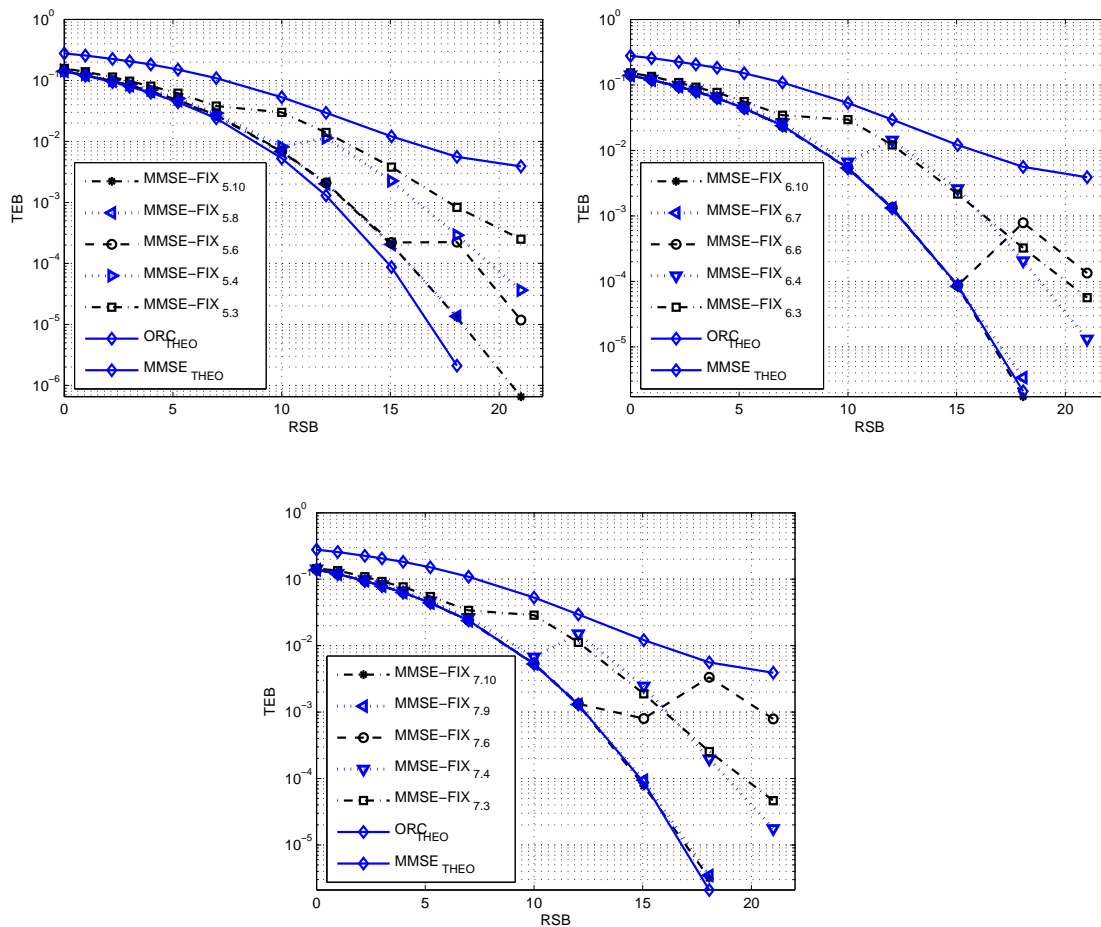 10^0
10^-1
10^-2
10^-3
10^-4
10^-5
10^-6
TEB
MMSE−FIX 5.10
MMSE−FIX 5.8
MMSE−FIX 5.6
MMSE−FIX 5.4
MMSE−FIX 5.3
ORC THEO
MMSE THEO
0 5 10 15 20
RSB
10^0
10^-1
10^-2
10^-3
10^-4
10^-5
TEB
MMSE−FIX 6.10
MMSE−FIX 6.7
MMSE−FIX 6.6
MMSE−FIX 6.4
MMSE−FIX 6.3
ORC THEO
MMSE THEO
0 5 10 15 20
RSB
10^0
10^-1
10^-2
10^-3
10^-4
10^-5
TEB
MMSE−FIX 7.10
MMSE−FIX 7.9
MMSE−FIX 7.6
MMSE−FIX 7.4
MMSE−FIX 7.3
ORC THEO
MMSE THEO
0 5 10 15 20
RSB